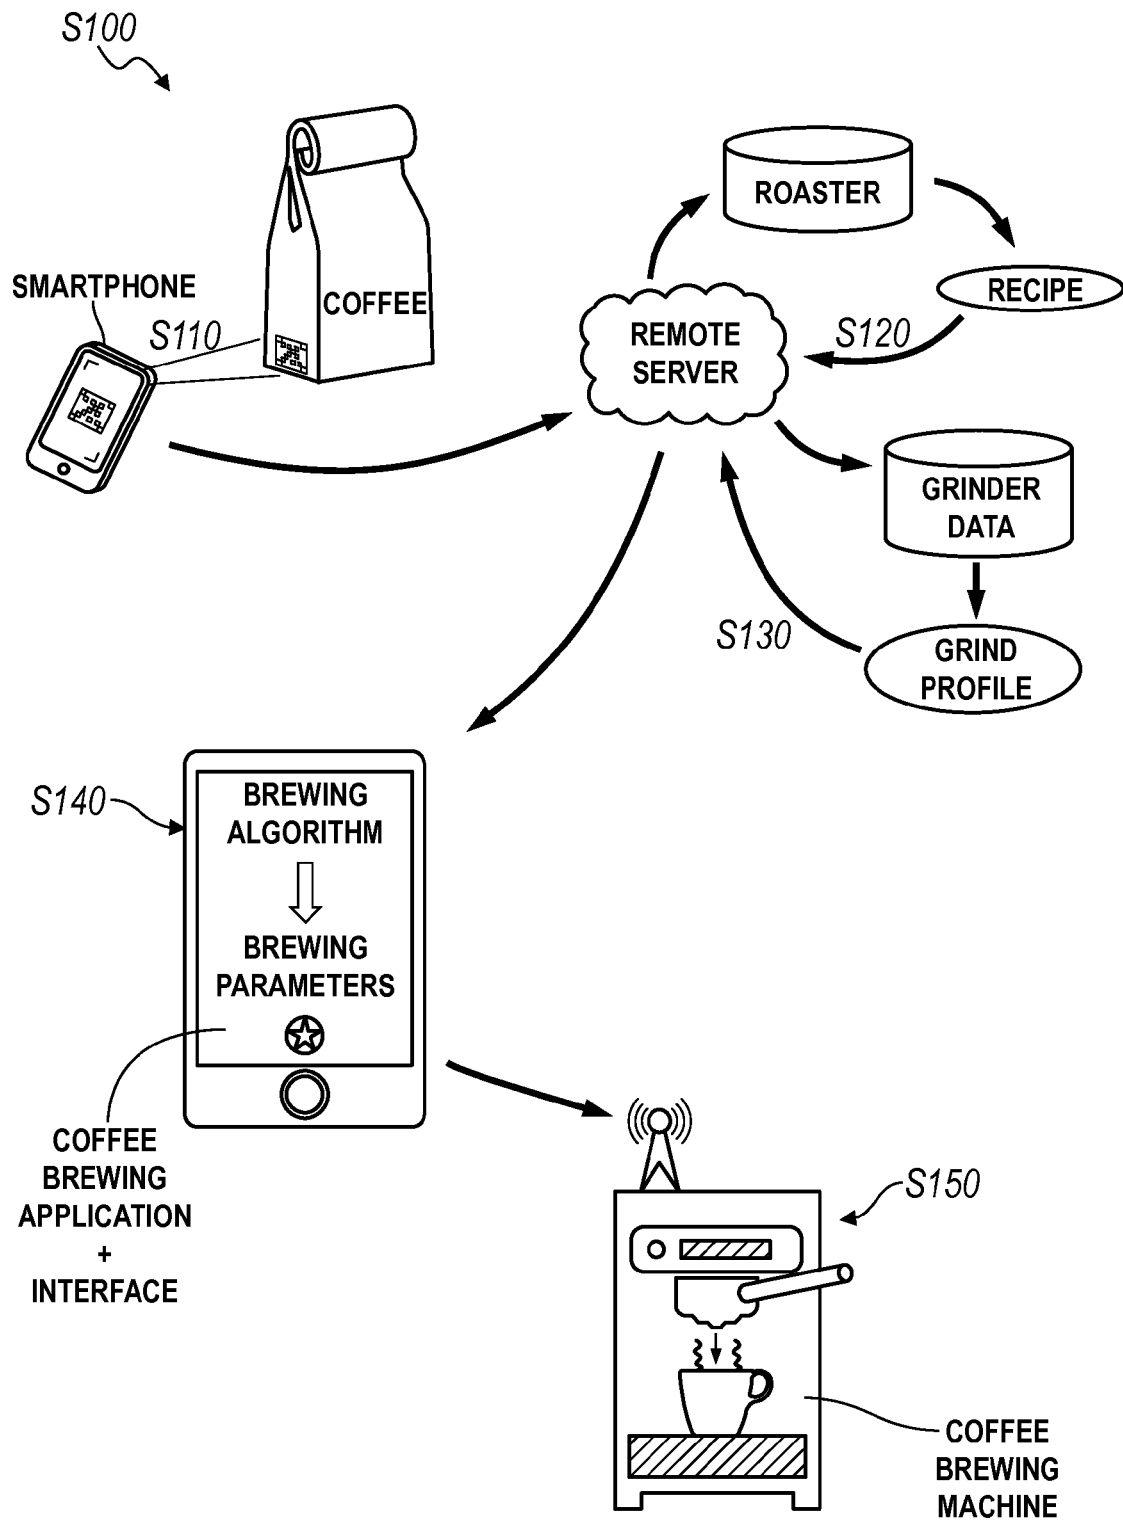 S100
ROASTER
SMARTPHONE
S110
COFFEE
RECIPE
REMOTE
SERVER
S120
GRINDER
DATA
S130
GRIND
PROFILE
S140
BREWING
ALGORITHM
BREWING
PARAMETERS
COFFEE
BREWING
APPLICATION
+
INTERFACE
S150
COFFEE
BREWING
MACHINE